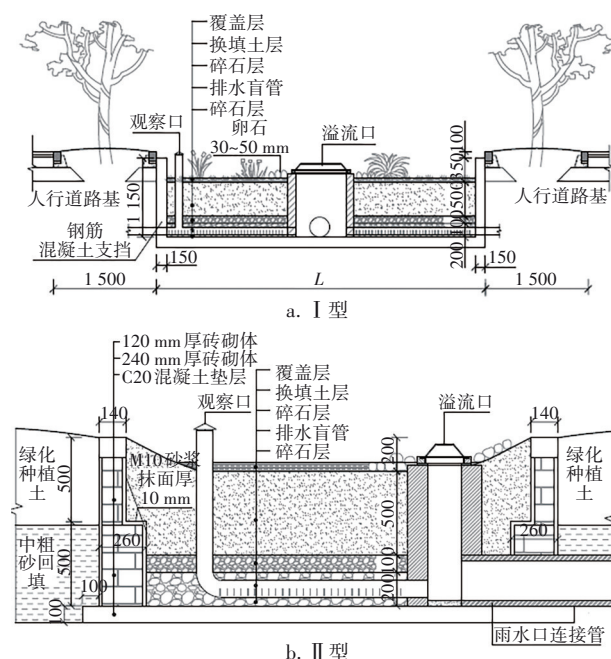 覆盖层
换填土层
碎石层
排水盲管
碎石层
观察口
卵石
30~50 mm
溢流口
100
350
500
100
200
1 150
人行道路基
人行道路基
钢筋
混凝土支挡
150
150
1 500
L
1 500
a. Ⅰ型
120 mm厚砖砌体
240 mm厚砖砌体
C20混凝土垫层
覆盖层
换填土层
碎石层
排水盲管
碎石层
观察口
溢流口
140
140
绿化
种植
土
M10砂浆
抹面厚
10 mm
200
绿化
种植
土
500
500
260
260
中粗
砂回
填
500
100
100
200
100
雨水口连接管
b. Ⅱ型